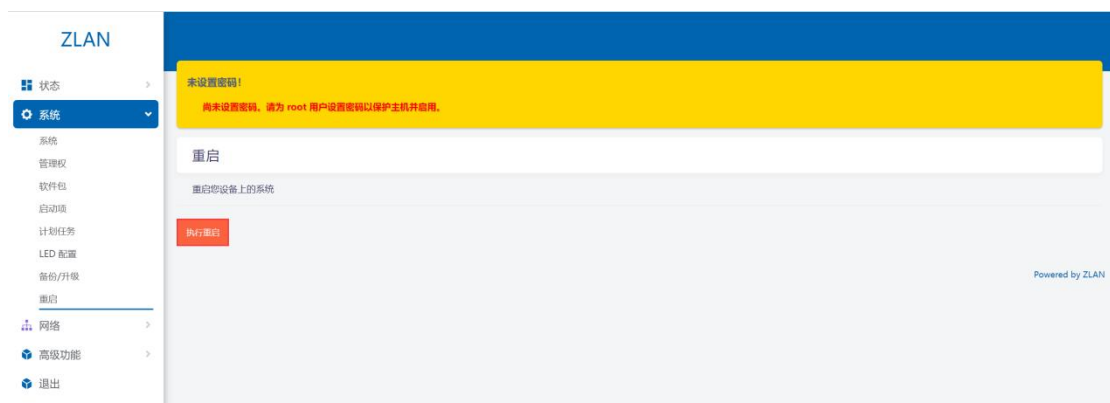 ZLAN
状态
系统
系统
管理权
软件包
启动项
计划任务
LED 配置
备份/升级
重启
网络
高级功能
退出
未设置密码！
尚未设置密码。请为 root 用户设置密码以保护主机并启用。
重启
重启您设备上的系统
执行重启
Powered by ZLAN